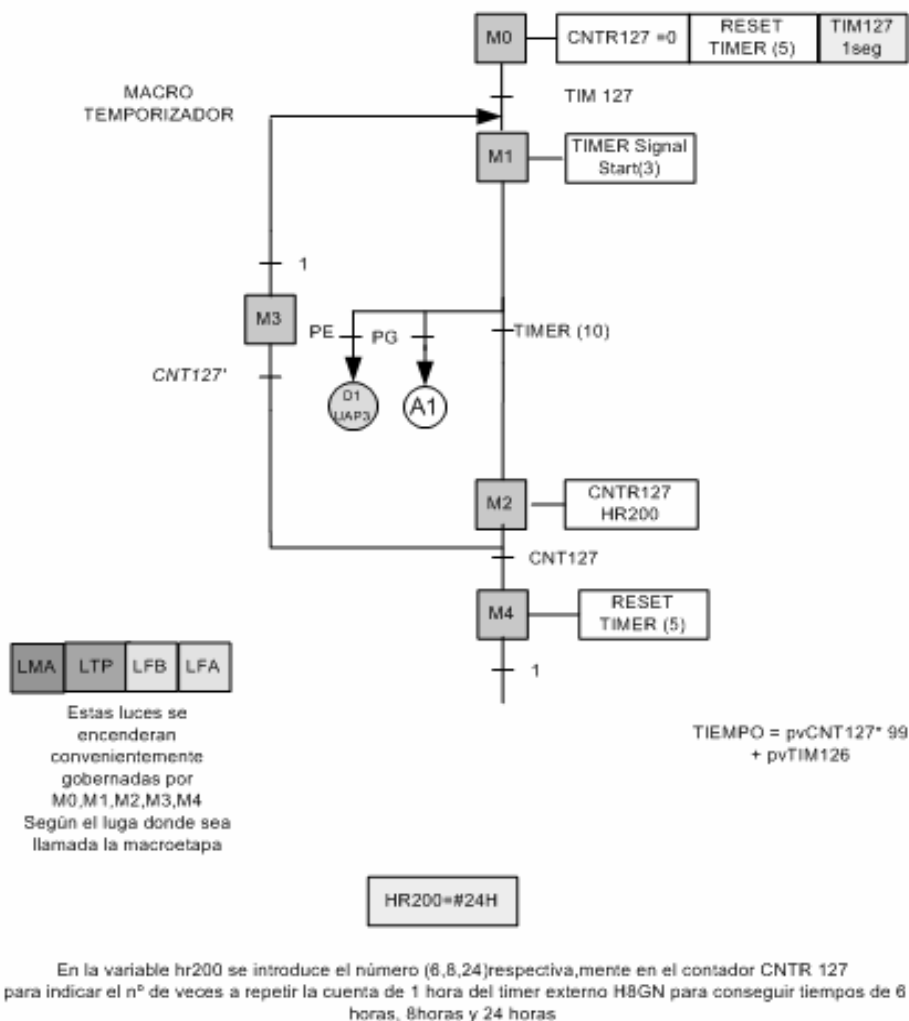 M0
CNTR127 =0
RESET
TIMER (5)
TIM127
1seg
TIM 127
MACRO
TEMPORIZADOR
M1
TIMER Signal
Start(3)
1
M3
PE
PG
TIMER (10)
CNT127'
D1
UAP3
A1
M2
CNTR127
HR200
CNT127
M4
RESET
TIMER (5)
1
LMA
LTP
LFB
LFA
Estas luces se
encenderan
convenientemente
gobernadas por
M0,M1,M2,M3,M4
Según el luga donde sea
llamada la macroetapa
TIEMPO = pvCNT127* 99
+ pvTIM126
HR200=#24H
En la variable hr200 se introduce el número (6,8,24)respectiva,mente en el contador CNTR 127
para indicar el nº de veces a repetir la cuenta de 1 hora del timer externo H8GN para conseguir tiempos de 6
horas, 8horas y 24 horas